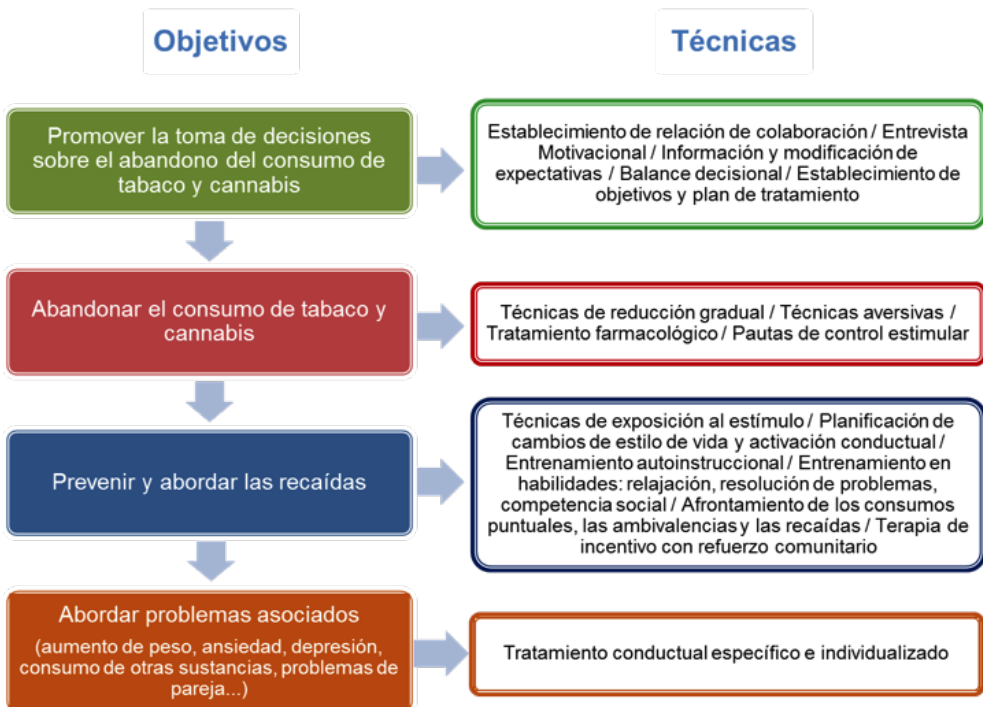 Objetivos
Técnicas
Promover la toma de decisiones
sobre el abandono del consumo de
tabaco y cannabis
Establecimiento de relación de colaboración / Entrevista
Motivacional / Información y modificación de
expectativas / Balance decisional / Establecimiento de
objetivos y plan de tratamiento
Abandonar el consumo de tabaco y
cannabis
Técnicas de reducción gradual / Técnicas aversivas /
Tratamiento farmacológico / Pautas de control estimular
Prevenir y abordar las recaídas
Técnicas de exposición al estímulo / Planificación de
cambios de estilo de vida y activación conductual /
Entrenamiento autoinstruccional / Entrenamiento en
habilidades: relajación, resolución de problemas,
competencia social / Afrontamiento de los consumos
puntuales, las ambivalencias y las recaídas / Terapia de
incentivo con refuerzo comunitario
Abordar problemas asociados
(aumento de peso, ansiedad, depresión,
consumo de otras sustancias, problemas de
pareja...)
Tratamiento conductual específico e individualizado